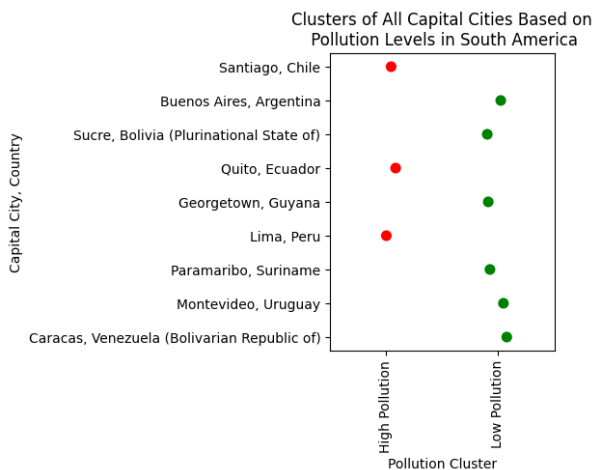 Clusters of All Capital Cities Based on
Pollution Levels in South America
Capital City, Country
Santiago, Chile
Buenos Aires, Argentina
Sucre, Bolivia (Plurinational State of)
Quito, Ecuador
Georgetown, Guyana
Lima, Peru
Paramaribo, Suriname
Montevideo, Uruguay
Caracas, Venezuela (Bolivarian Republic of)
High Pollution
Low Pollution
Pollution Cluster